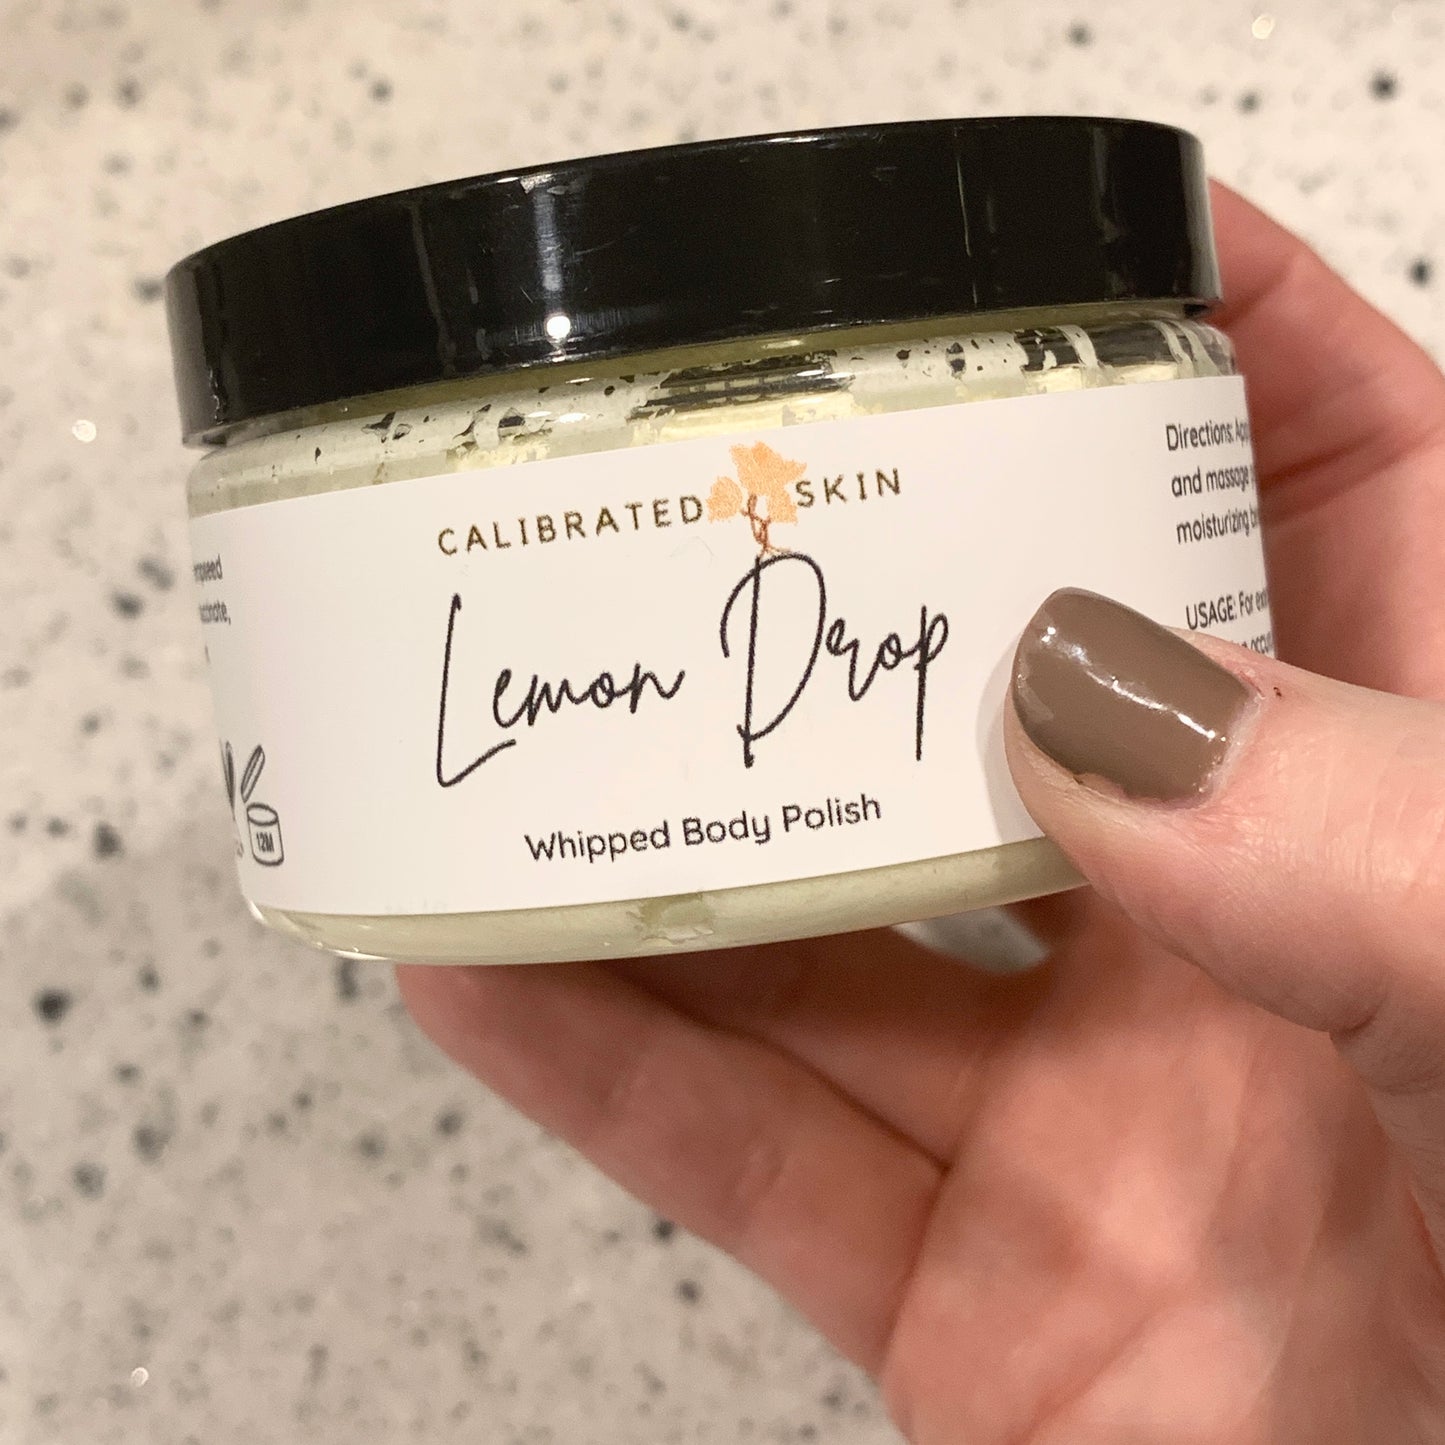 CALIBRATED SKIN
Lemon Drop
Whipped Body Polish
12M
Directions:
and massage
moisturizing
USAGE: For